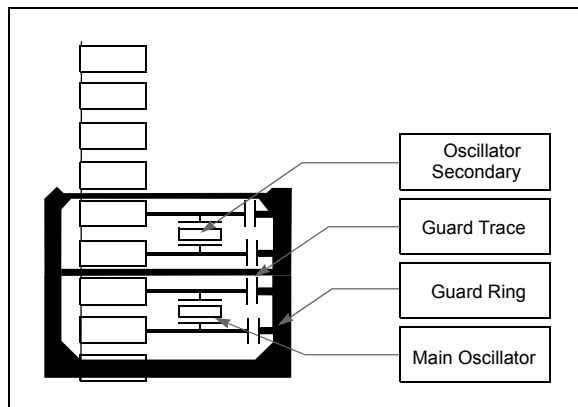 Oscillator
Secondary
Guard Trace
Guard Ring
Main Oscillator